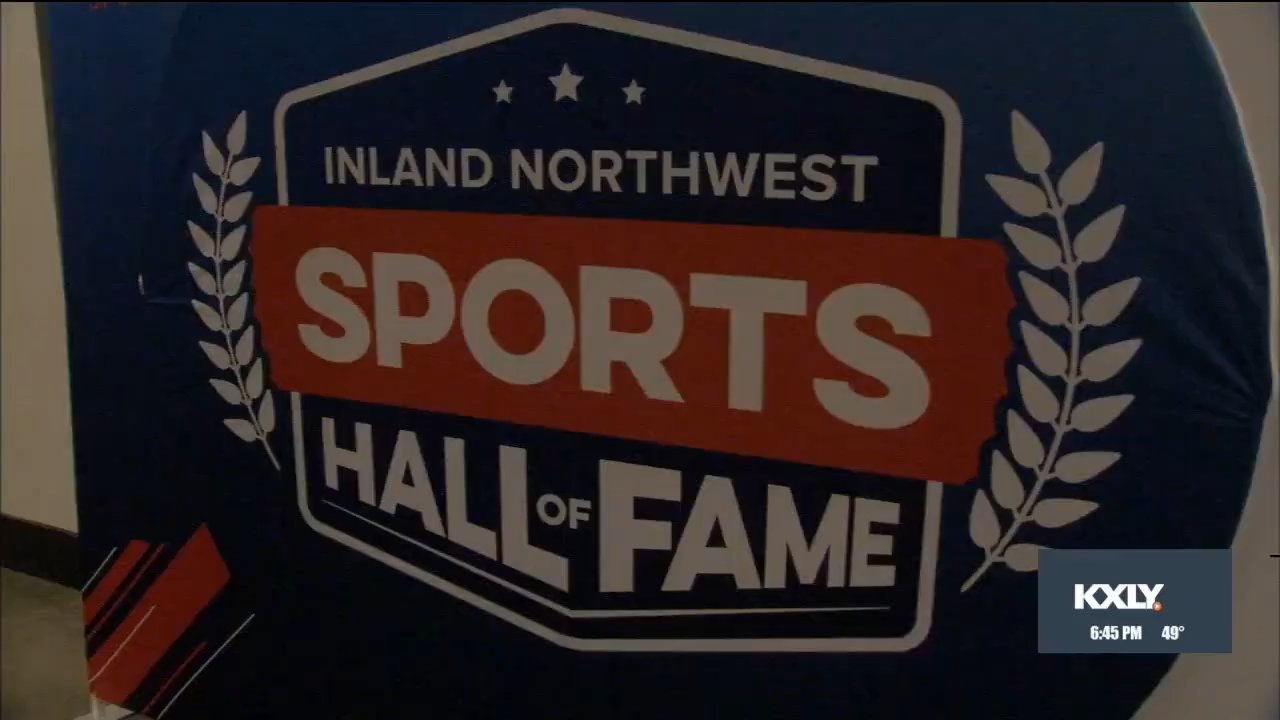 INLAND NORTHWEST
SPORTS
HALL OF FAME
KXLY
6:45 PM 49°